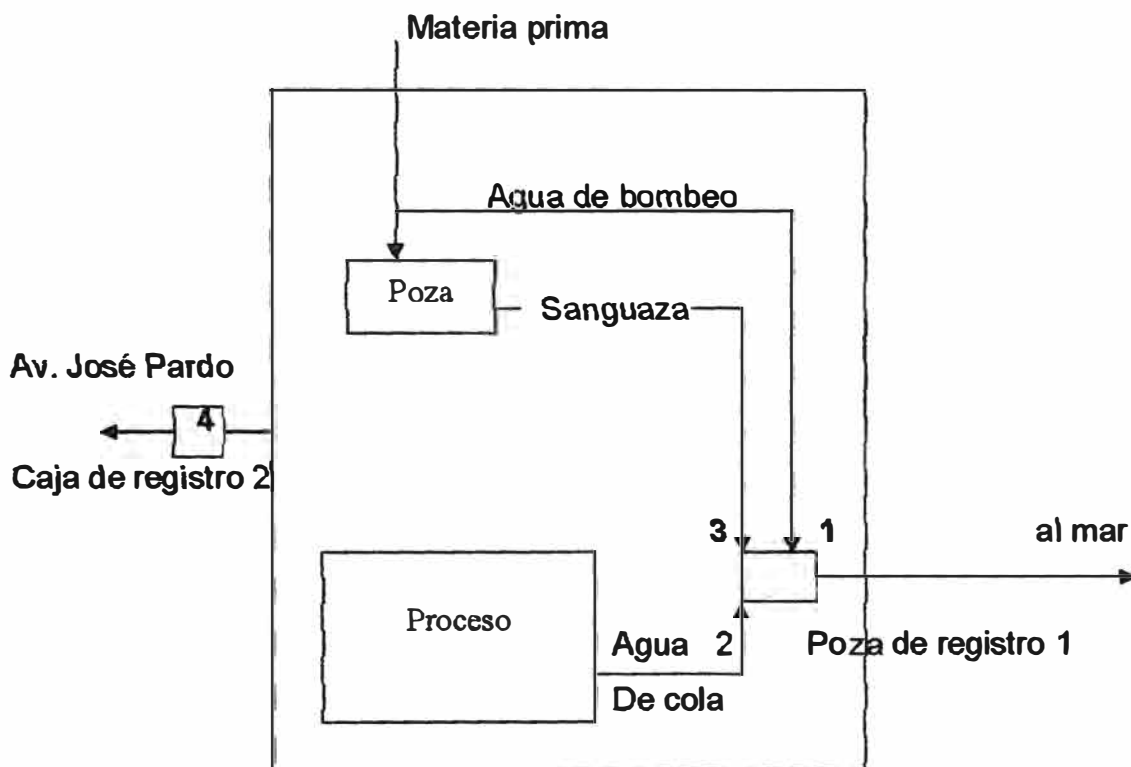 Materia prima
Agua de bombeo
Poza
Sanguaza
Av. José Pardo
4
Caja de registro 2
3
1
al mar
Proceso
Agua 2
De cola
Poza de registro 1